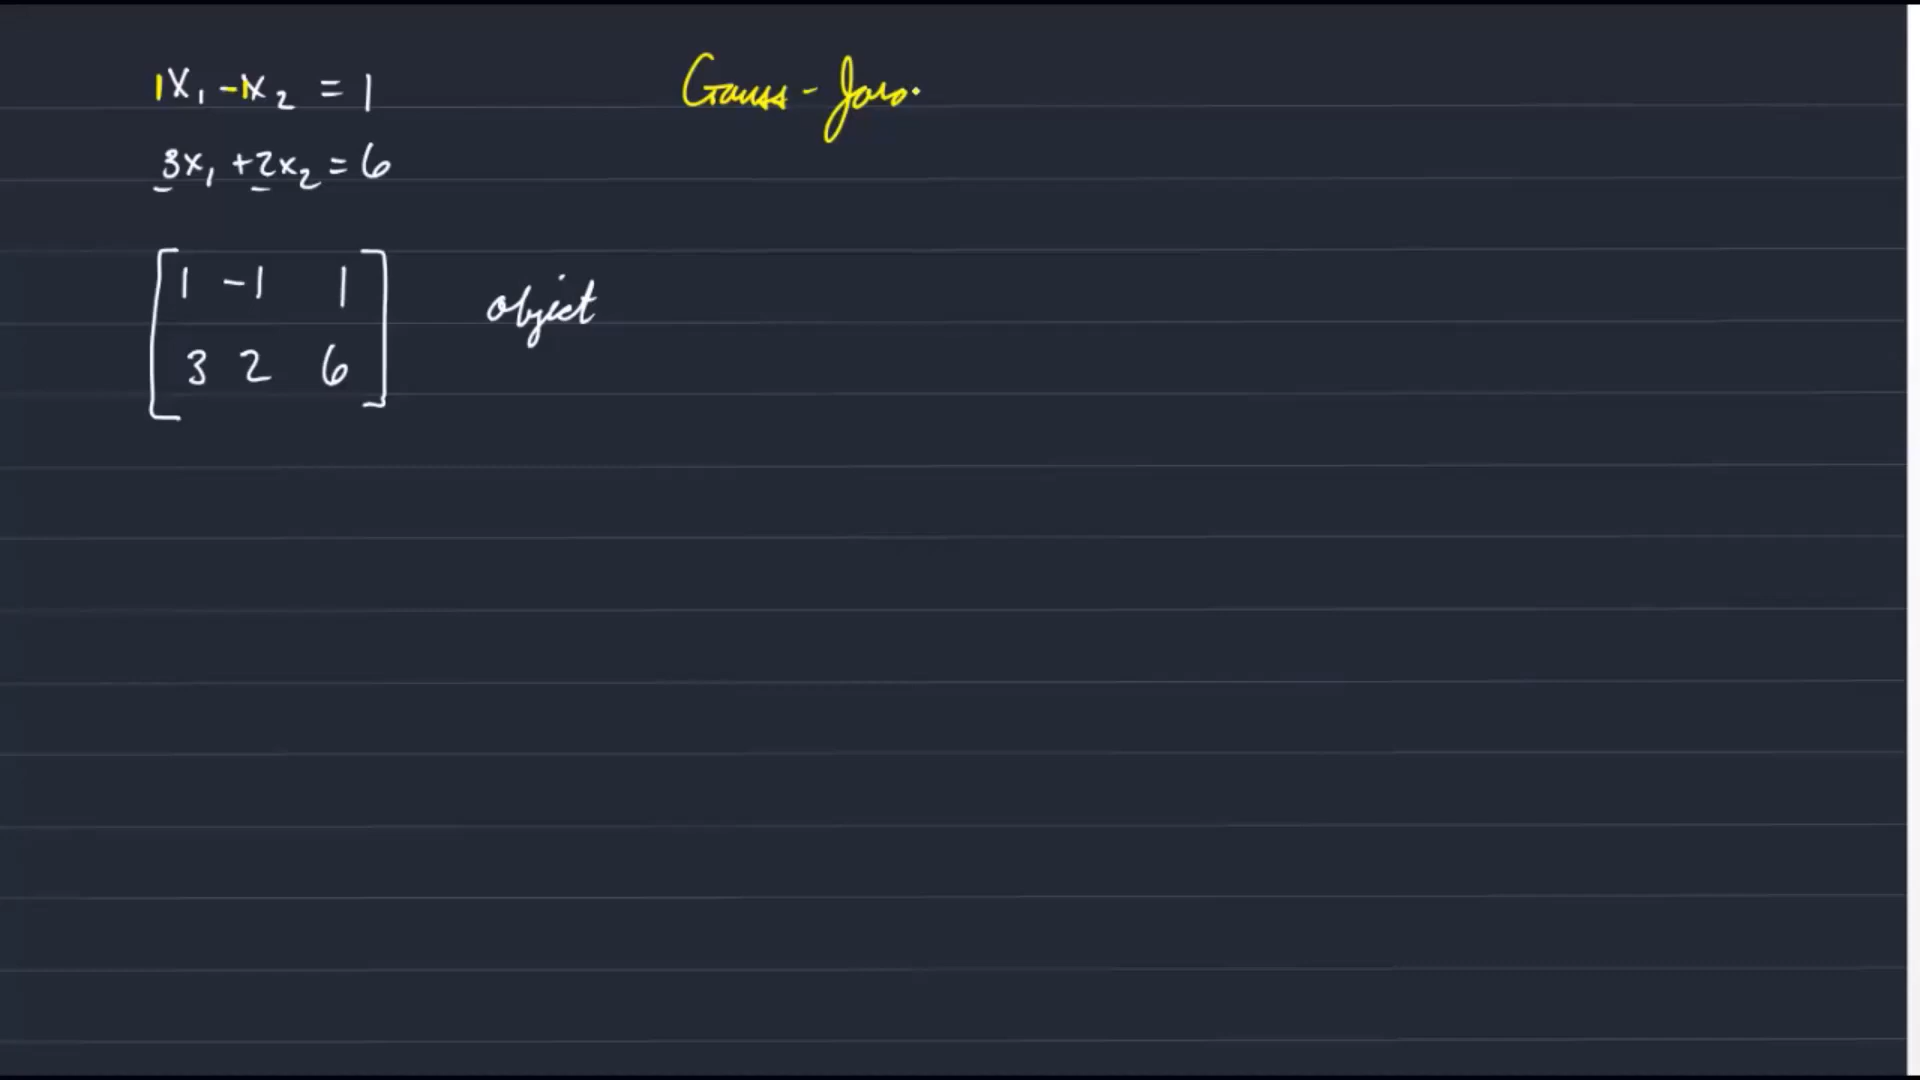 1x₁ -1x₂ = 1
Gauss - Jor
3x₁ + 2x₂ = 6
1 -1 1
object
3 2 6